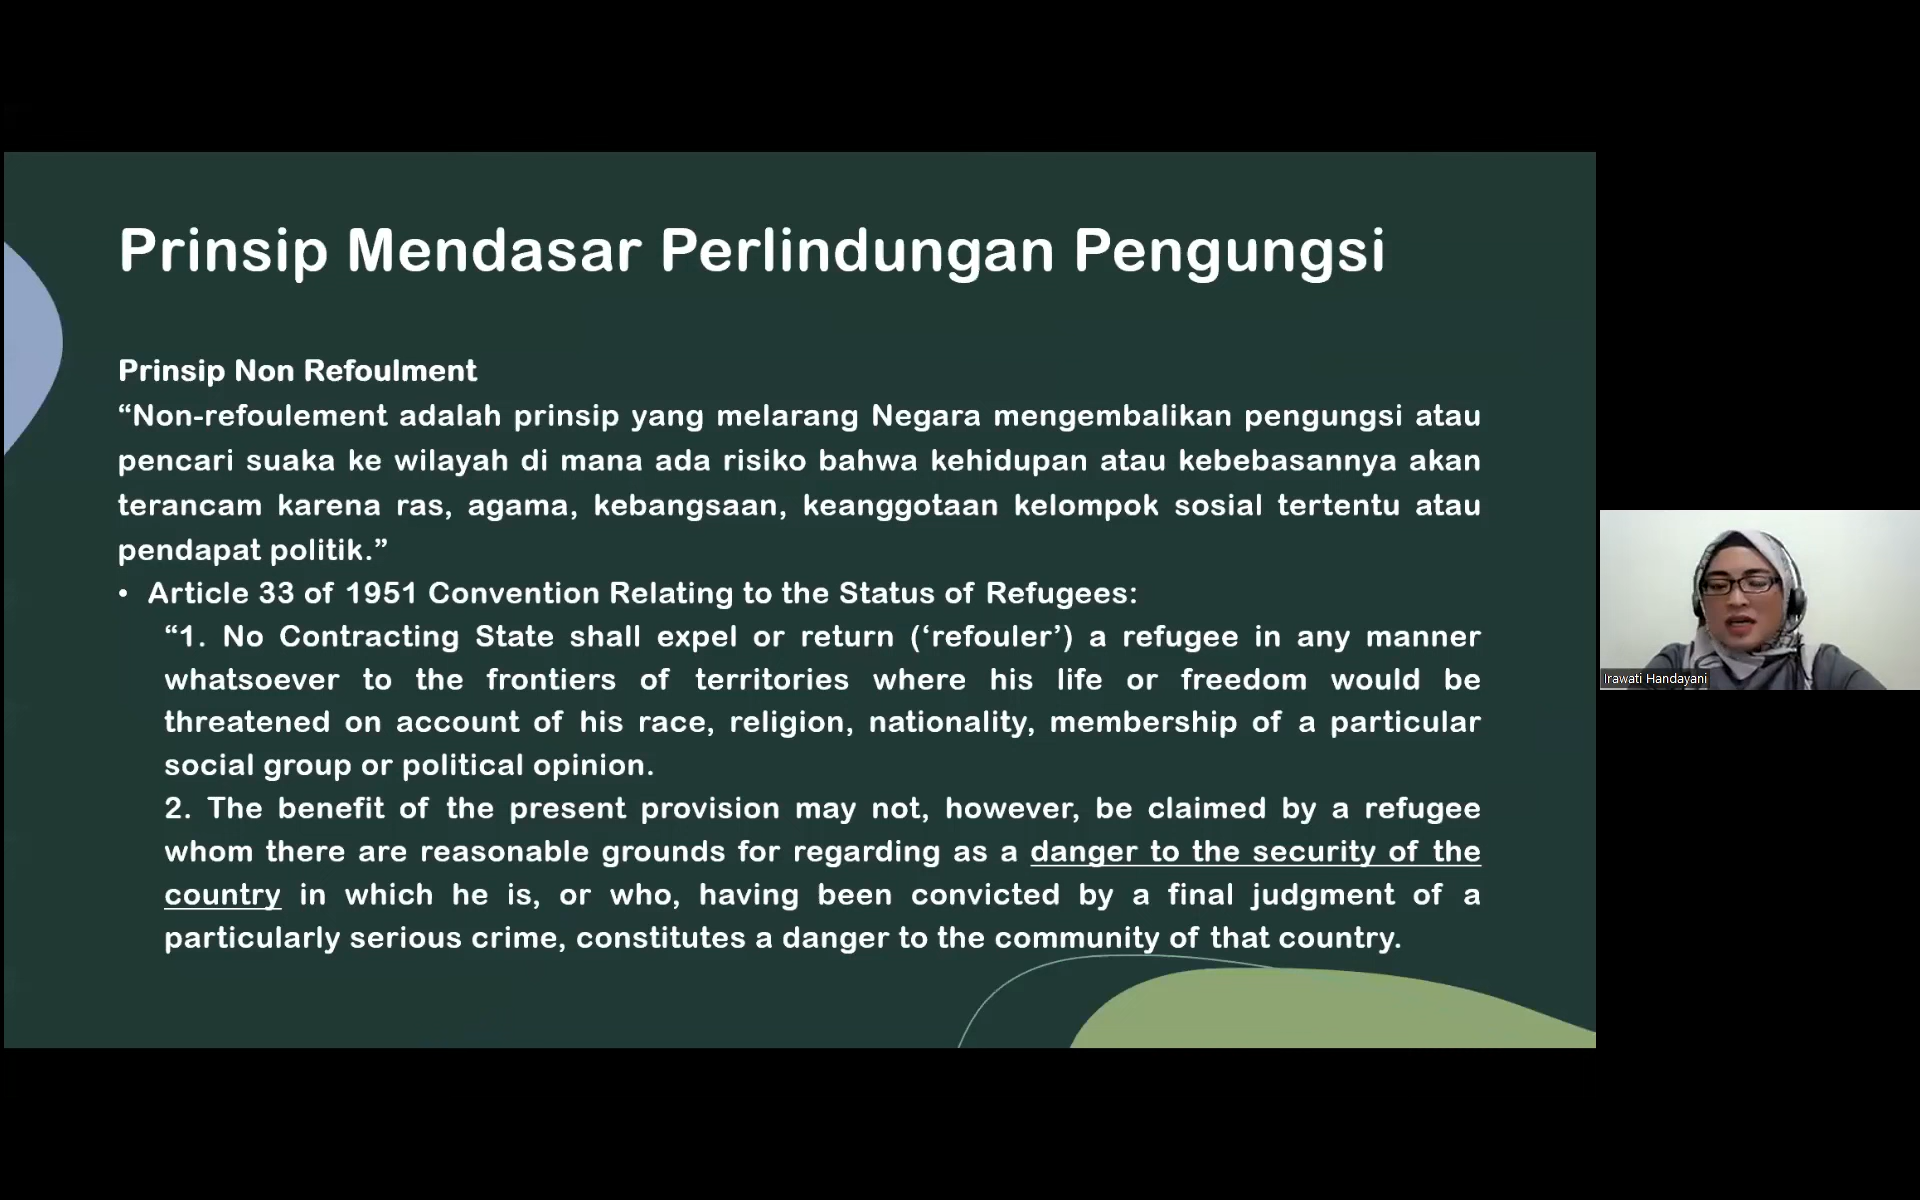 Prinsip Mendasar Perlindungan Pengungsi
Prinsip Non Refoulment
“Non-refoulement adalah prinsip yang melarang Negara mengembalikan pengungsi atau
pencari suaka ke wilayah di mana ada risiko bahwa kehidupan atau kebebasannya akan
terancam karena ras, agama, kebangsaan, keanggotaan kelompok sosial tertentu atau
pendapat politik.”
• Article 33 of 1951 Convention Relating to the Status of Refugees:
“1. No Contracting State shall expel or return (‘refouler’) a refugee in any manner
whatsoever to the frontiers of territories where his life or freedom would be
threatened on account of his race, religion, nationality, membership of a particular
social group or political opinion.
2. The benefit of the present provision may not, however, be claimed by a refugee
whom there are reasonable grounds for regarding as a danger to the security of the
country in which he is, or who, having been convicted by a final judgment of a
particularly serious crime, constitutes a danger to the community of that country.
Irawati Handayani